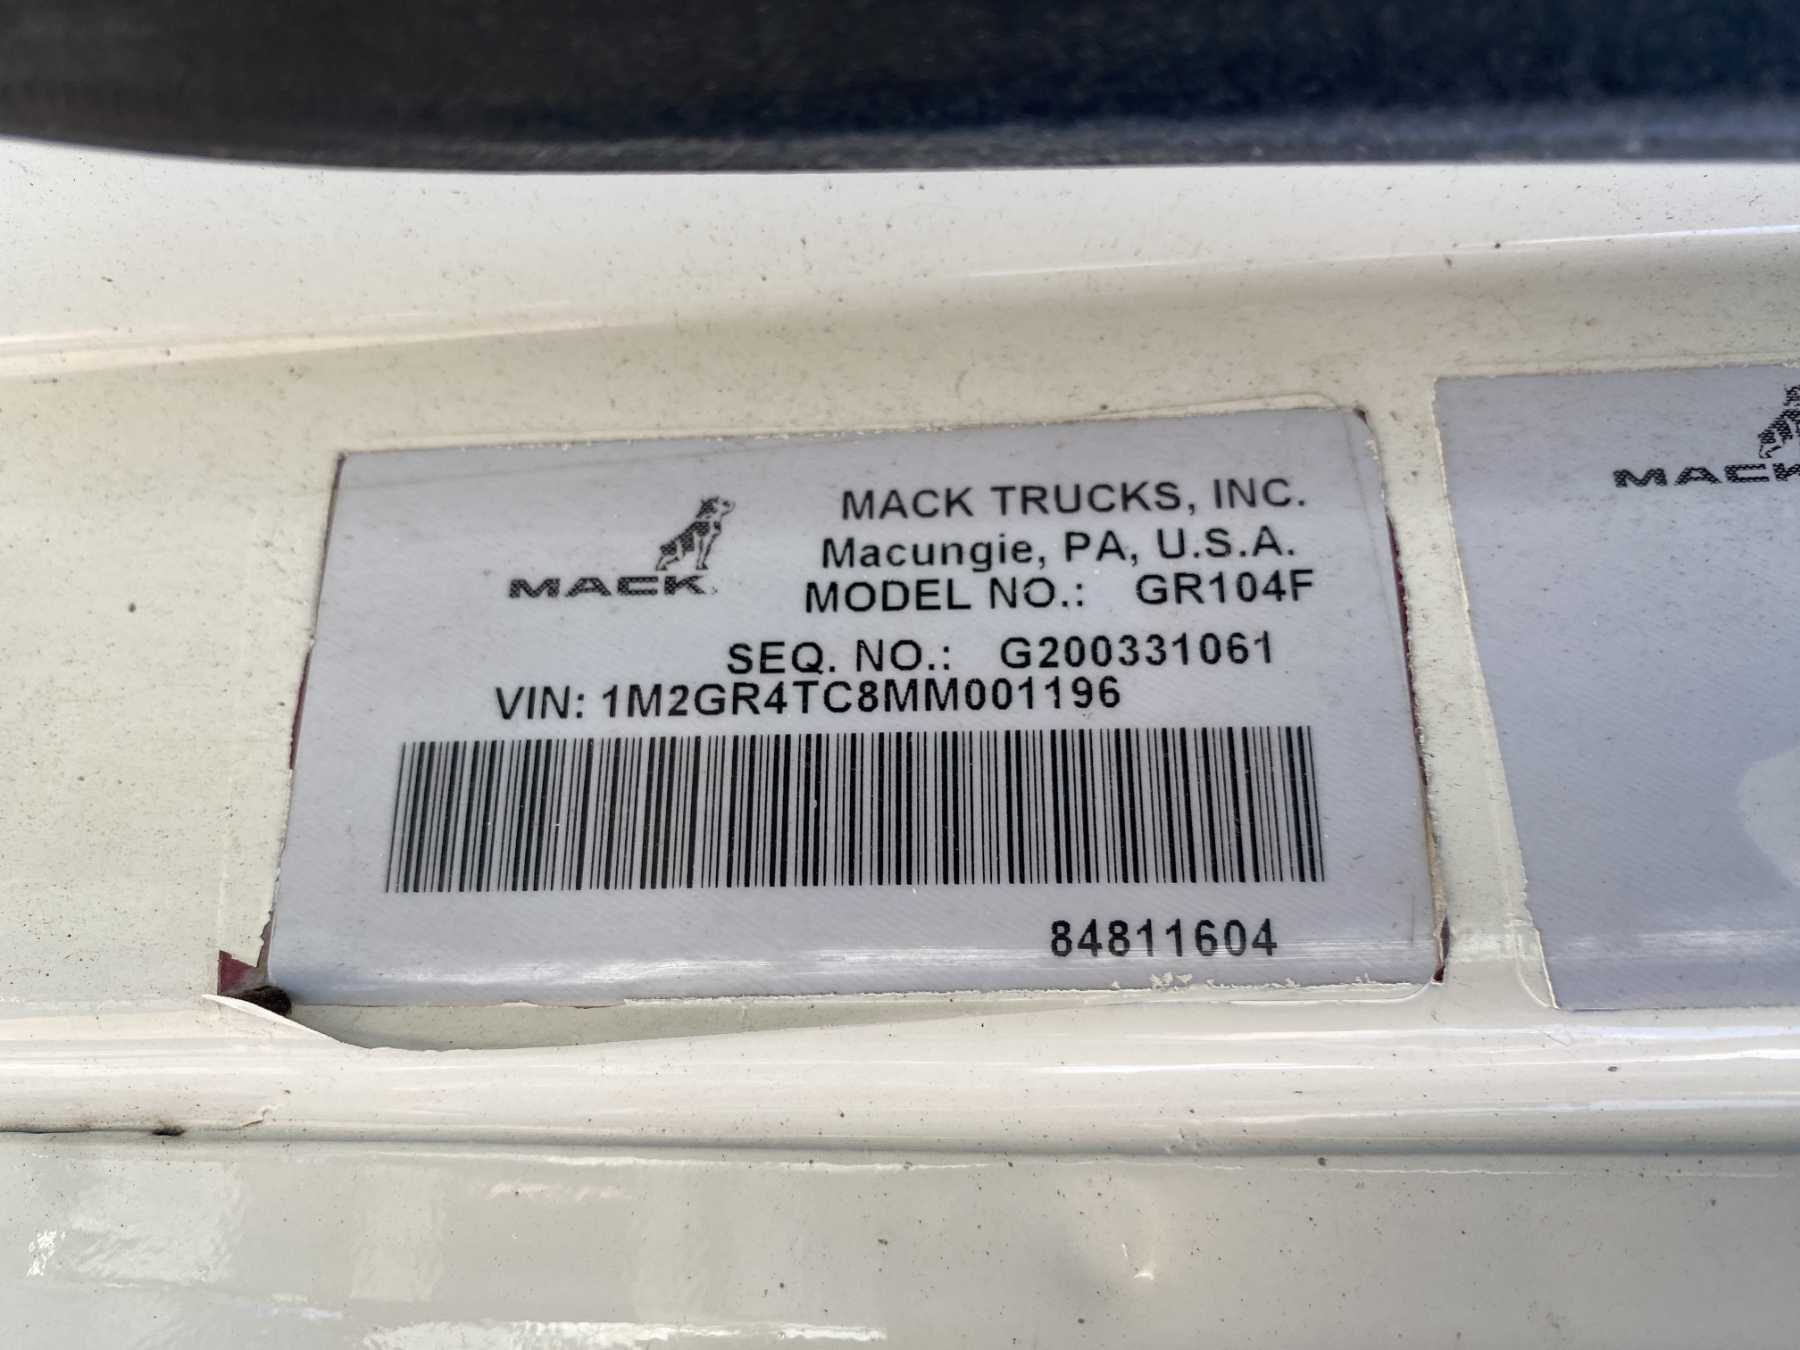 MACK TRUCKS, INC.
Macungie, PA, U.S.A.
MACK
MODEL NO.: GR104F
SEQ. NO.: G200331061
VIN: 1M2GR4TC8MM001196
84811604
MACK